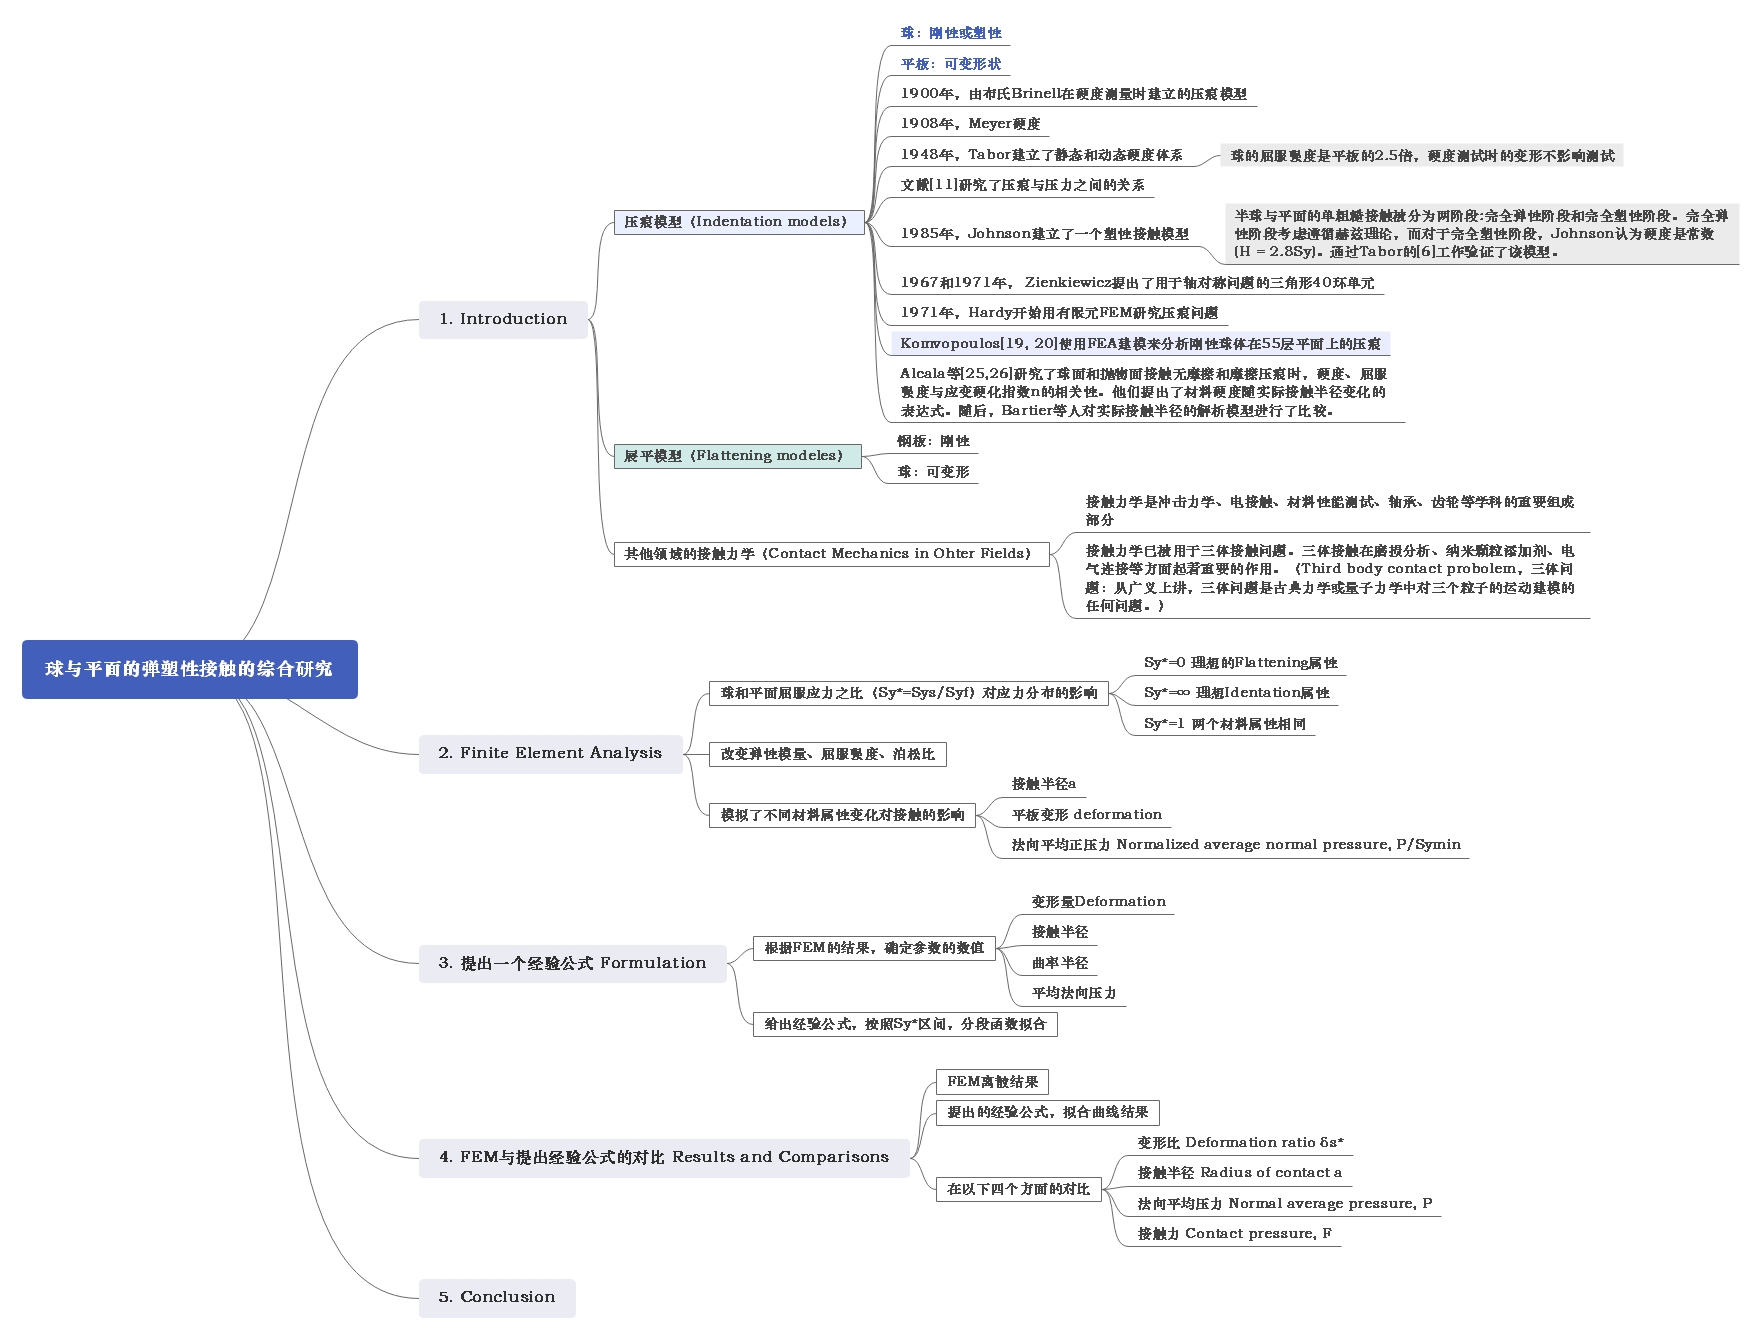 球与平面的弹塑性接触的综合研究
1. Introduction
压痕模型（Indentation models）
球：刚性或塑性
平板：可变形状
1900年，由布氏Brinell在硬度测量时建立的压痕模型
1908年，Meyer硬度
1948年，Tabor建立了静态和动态硬度体系
球的屈服强度是平板的2.5倍，硬度测试时的变形不影响测试
文献[11]研究了压痕与压力之间的关系
1985年，Johnson建立了一个塑性接触模型
半球与平面的单粗糙接触被分为两阶段:完全弹性阶段和完全塑性阶段。完全弹
性阶段考虑遵循赫兹理论，而对于完全塑性阶段，Johnson认为硬度是常数
(H = 2.8Sy)。通过Tabor的[6]工作验证了该模型。
1967和1971年， Zienkiewicz提出了用于轴对称问题的三角形40环单元
1971年，Hardy开始用有限元FEM研究压痕问题
Komvopoulos[19, 20]使用FEA建模来分析刚性球体在55层平面上的压痕
Alcala等[25,26]研究了球面和抛物面接触无摩擦和摩擦压痕时，硬度、屈服
强度与应变硬化指数n的相关性。他们提出了材料硬度随实际接触半径变化的
表达式。随后，Bartier等人对实际接触半径的解析模型进行了比较。
展平模型（Flattening modeles）
钢板：刚性
球：可变形
其他领域的接触力学（Contact Mechanics in Ohter Fields）
接触力学是冲击力学、电接触、材料性能测试、轴承、齿轮等学科的重要组成
部分
接触力学已被用于三体接触问题。三体接触在磨损分析、纳米颗粒添加剂、电
气连接等方面起着重要的作用。（Third body contact probolem，三体问
题：从广义上讲，三体问题是古典力学或量子力学中对三个粒子的运动建模的
任何问题。）
2. Finite Element Analysis
球和平面屈服应力之比（Sy*=Sys/Syf）对应力分布的影响
Sy*=0 理想的Flattening属性
Sy*=∞ 理想Identation属性
Sy*=1 两个材料属性相同
改变弹性模量、屈服强度、泊松比
模拟了不同材料属性变化对接触的影响
接触半径a
平板变形 deformation
法向平均正压力 Normalized average normal pressure, P/Symin
3. 提出一个经验公式 Formulation
根据FEM的结果，确定参数的数值
变形量Deformation
接触半径
曲率半径
平均法向压力
给出经验公式，按照Sy*区间，分段函数拟合
4. FEM与提出经验公式的对比 Results and Comparisons
FEM离散结果
提出的经验公式，拟合曲线结果
在以下四个方面的对比
变形比 Deformation ratio δs*
接触半径 Radius of contact a
法向平均压力 Normal average pressure, P
接触力 Contact pressure, F
5. Conclusion